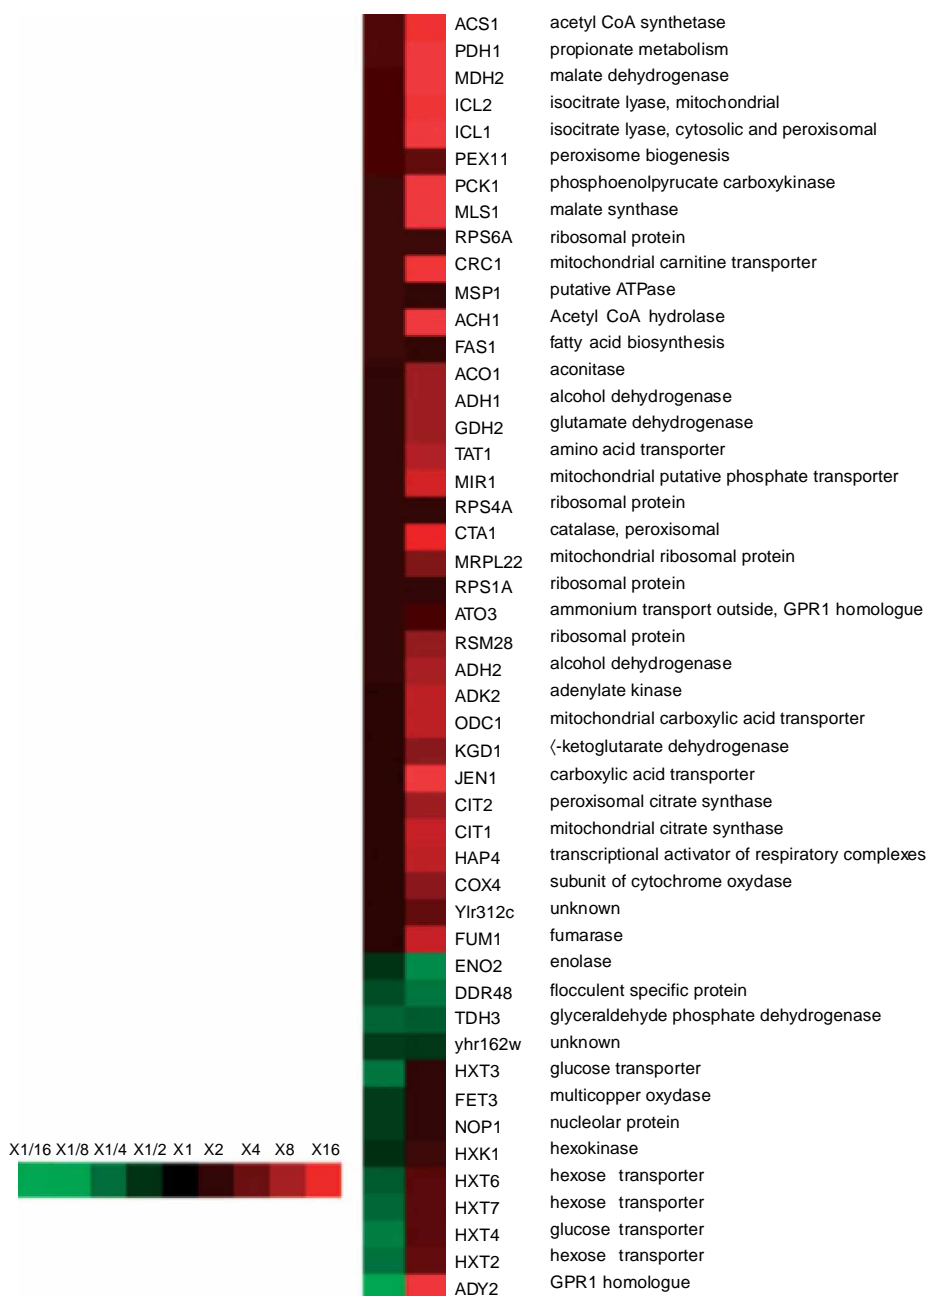 ACS1 acetyl CoA synthetase
PDH1 propionate metabolism
MDH2 malate dehydrogenase
ICL2 isocitrate lyase, mitochondrial
ICL1 isocitrate lyase, cytosolic and peroxisomal
PEX11 peroxisome biogenesis
PCK1 phosphoenolpyrucate carboxykinase
MLS1 malate synthase
RPS6A ribosomal protein
CRC1 mitochondrial carnitine transporter
MSP1 putative ATPase
ACH1 Acetyl CoA hydrolase
FAS1 fatty acid biosynthesis
ACO1 aconitase
ADH1 alcohol dehydrogenase
GDH2 glutamate dehydrogenase
TAT1 amino acid transporter
MIR1 mitochondrial putative phosphate transporter
RPS4A ribosomal protein
CTA1 catalase, peroxisomal
MRPL22 mitochondrial ribosomal protein
RPS1A ribosomal protein
ATO3 ammonium transport outside, GPR1 homologue
RSM28 ribosomal protein
ADH2 alcohol dehydrogenase
ADK2 adenylate kinase
ODC1 mitochondrial carboxylic acid transporter
KGD1 〈-ketoglutarate dehydrogenase
JEN1 carboxylic acid transporter
CIT2 peroxisomal citrate synthase
CIT1 mitochondrial citrate synthase
HAP4 transcriptional activator of respiratory complexes
COX4 subunit of cytochrome oxydase
Ylr312c unknown
FUM1 fumarase
ENO2 enolase
DDR48 flocculent specific protein
TDH3 glyceraldehyde phosphate dehydrogenase
yhr162w unknown
HXT3 glucose transporter
FET3 multicopper oxydase
NOP1 nucleolar protein
X1/16 X1/8 X1/4 X1/2 X1 X2 X4 X8 X16
HXK1 hexokinase
HXT6 hexose transporter
HXT7 hexose transporter
HXT4 glucose transporter
HXT2 hexose transporter
ADY2 GPR1 homologue